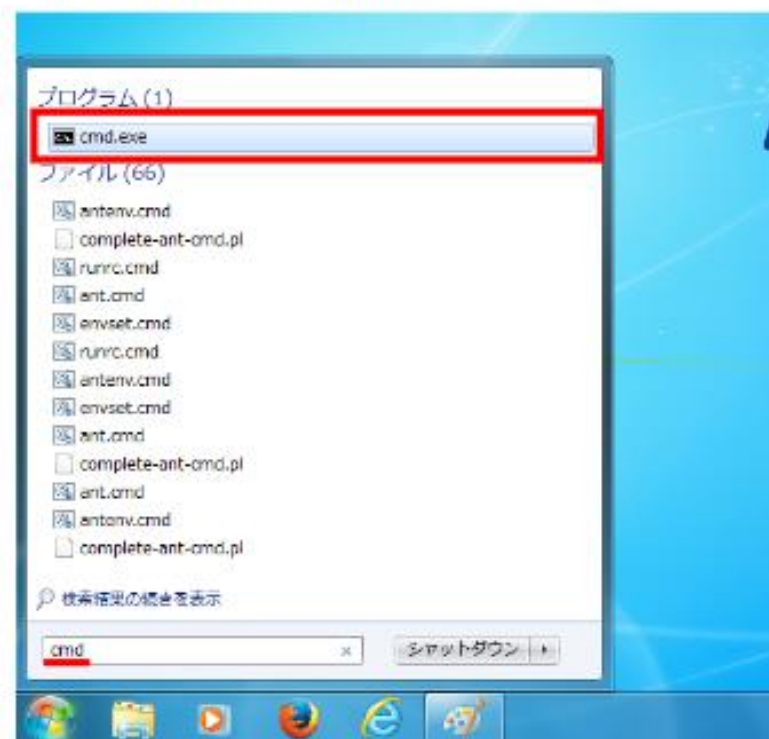 プログラム (1)
cmd.exe
ファイル (66)
antenv.cmd
complete-ant-cmd.pl
runrc.cmd
ant.cmd
envset.cmd
runrc.cmd
antenv.cmd
envset.cmd
ant.cmd
complete-ant-cmd.pl
ant.cmd
antenv.cmd
complete-ant-cmd.pl
検索結果の続きを表示
cmd
シャットダウン